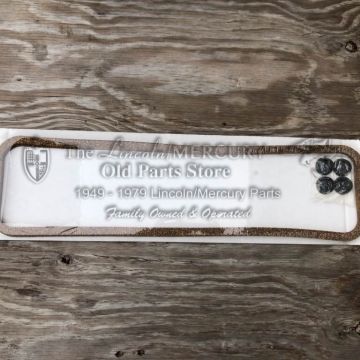 The Lincoln/MERCURY
Old Parts Store
1949 - 1979 Lincoln/Mercury Parts
Family Owned & Operated